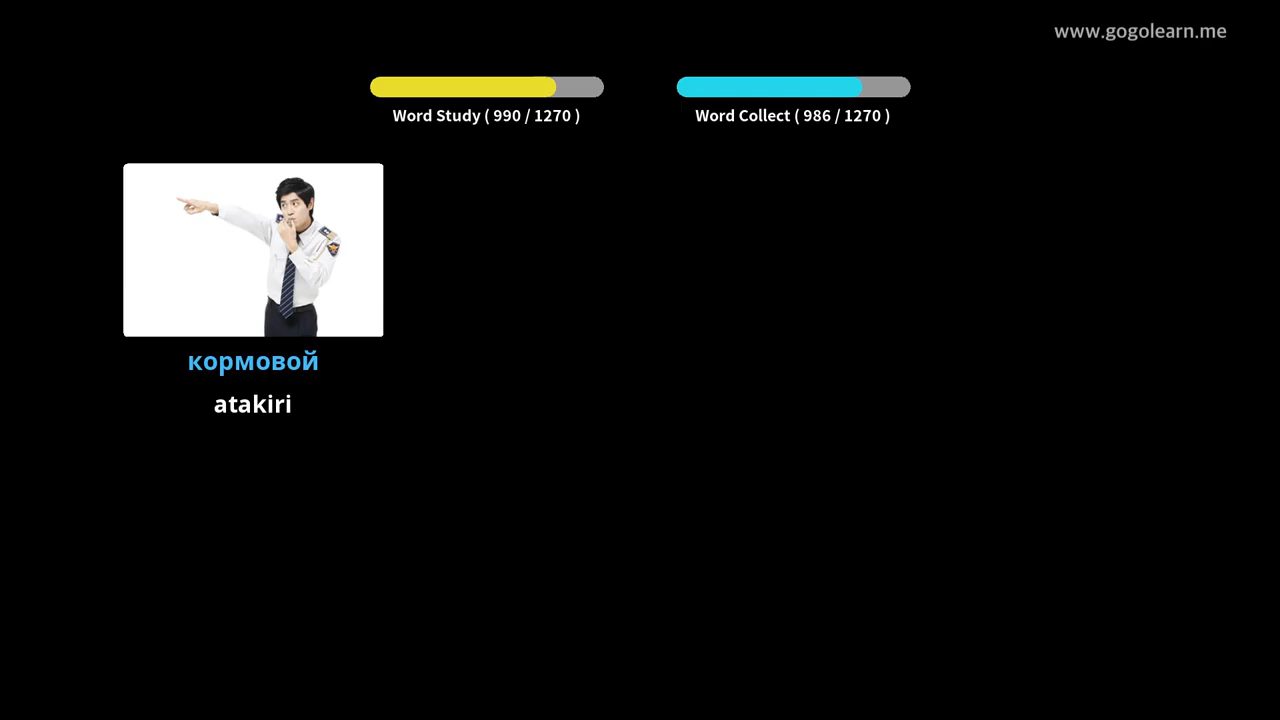 www.gogolearn.me
Word Study ( 990 / 1270 )
Word Collect ( 986 / 1270 )
кормовой
atakiri